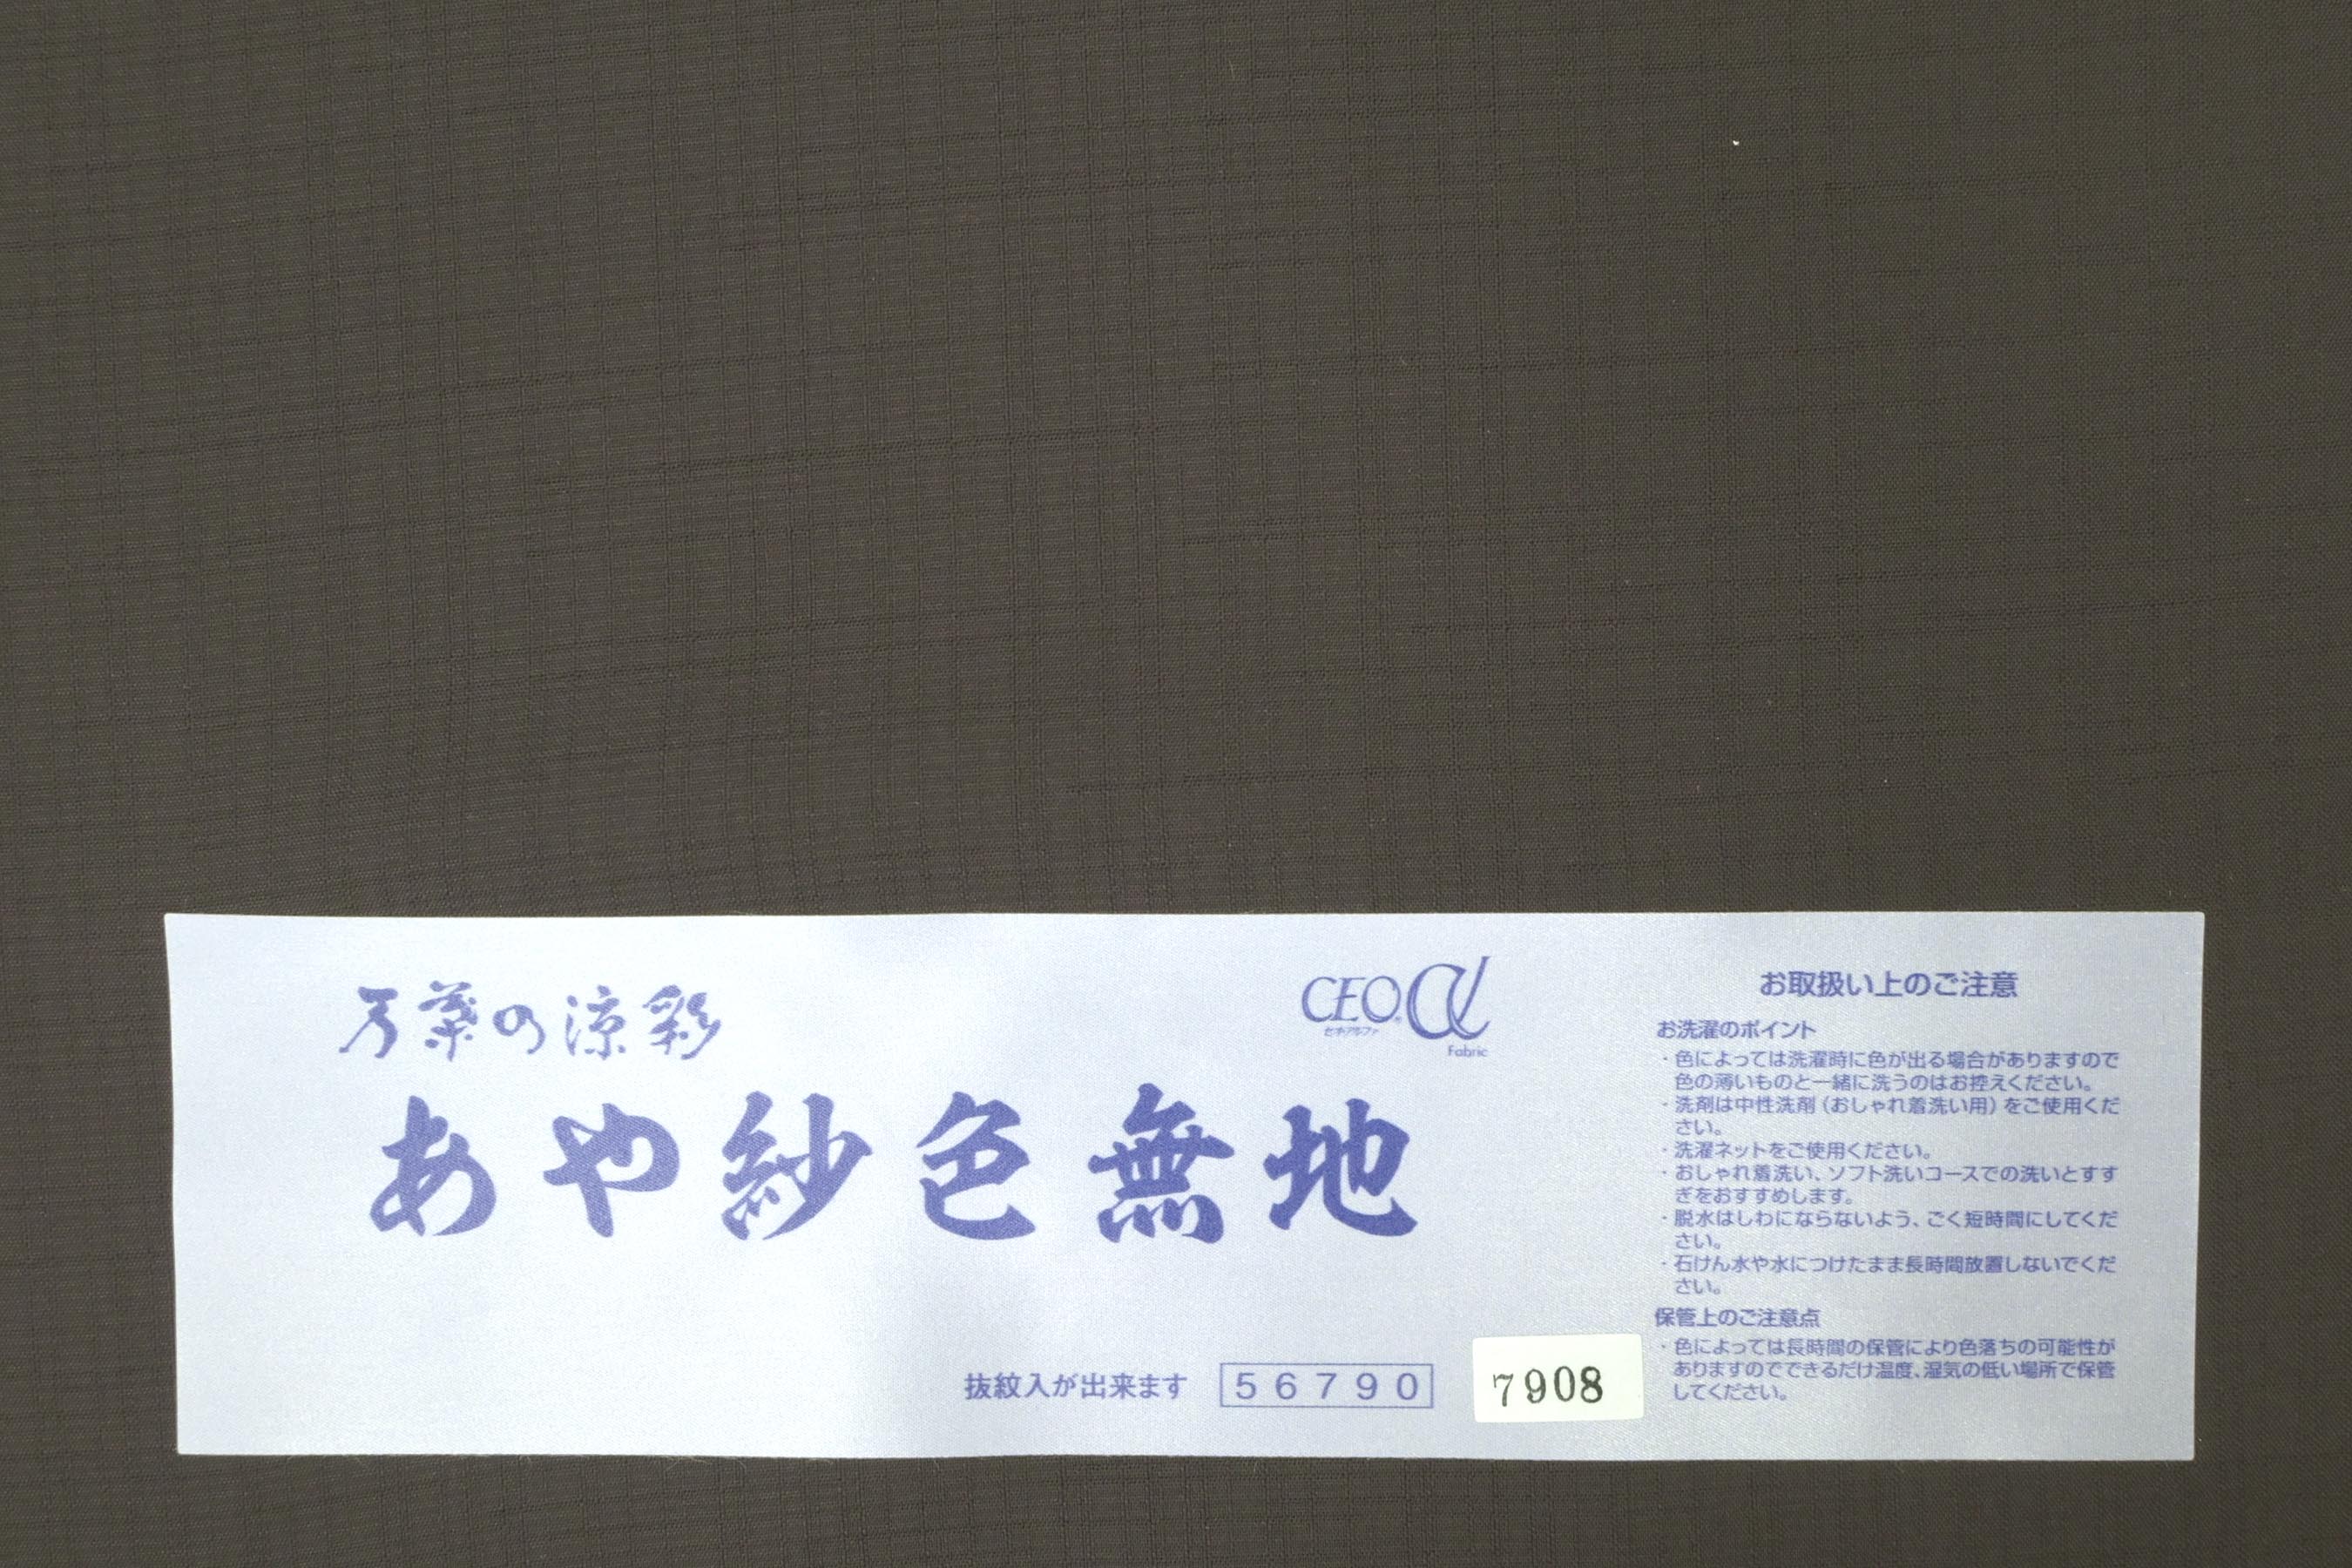 万葉の涼彩
あや紗色無地
CEOα
セオアルファ
Fabric
抜紋入が出来ます
56790
7908
お取扱い上のご注意
お洗濯のポイント
・色によっては洗濯時に色が出る場合がありますので
色の薄いものと一緒に洗うのはお控えください。
・洗剤は中性洗剤（おしゃれ着洗い用）をご使用くだ
さい。
・洗濯ネットをご使用ください。
・おしゃれ着洗い、ソフト洗いコースでの洗いとすす
ぎをおすすめします。
・脱水はしわにならないよう、ごく短時間にしてくだ
さい。
・石けん水や水につけたまま長時間放置しないでくだ
さい。
保管上のご注意点
・色によっては長時間の保管により色落ちの可能性が
ありますのでできるだけ温度、湿気の低い場所で保管
してください。